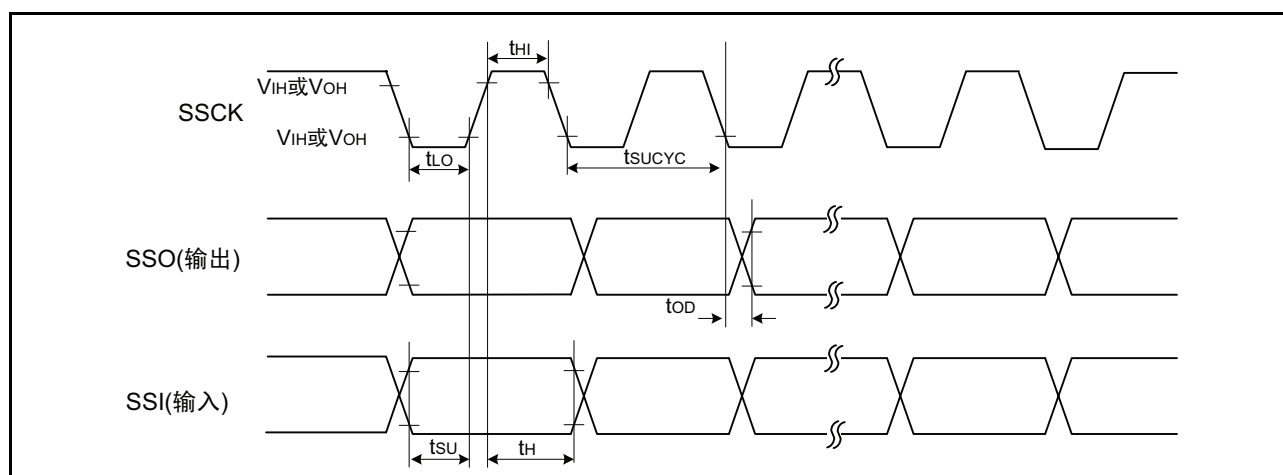 tHI
VIH或VOH
SSCK
VIH或VOH
tLO
tSUCYC
SSO(输出)
tOD
SSI(输入)
tSU
tH